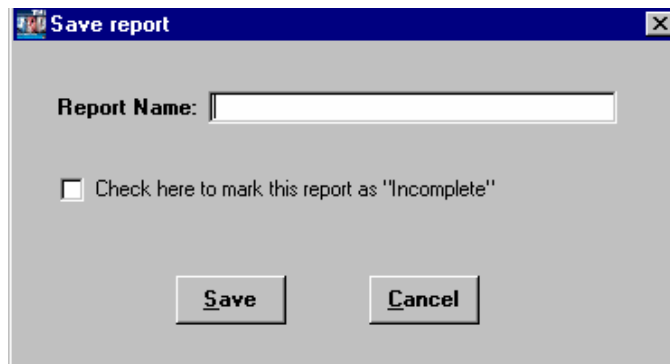 Save report
Report Name:
Check here to mark this report as "Incomplete"
Save
Cancel